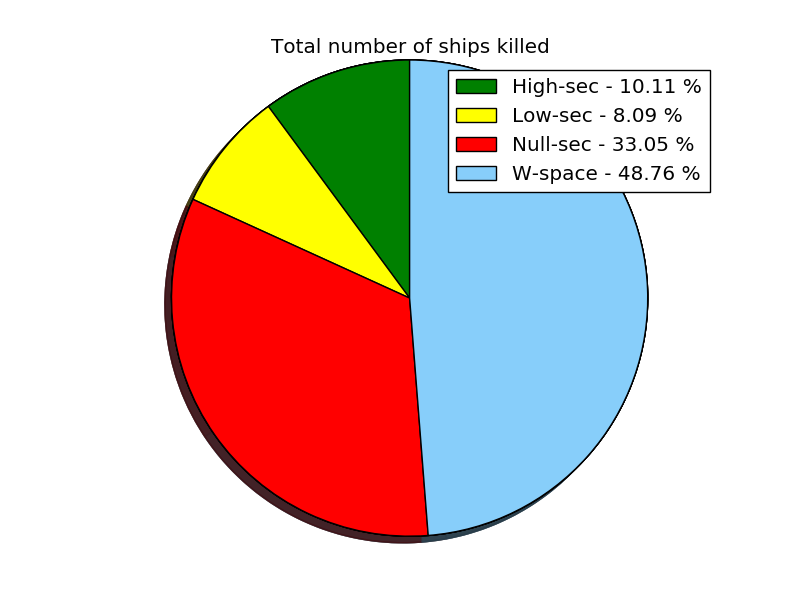 Total number of ships killed
High-sec - 10.11 %
Low-sec - 8.09 %
Null-sec - 33.05 %
W-space - 48.76 %